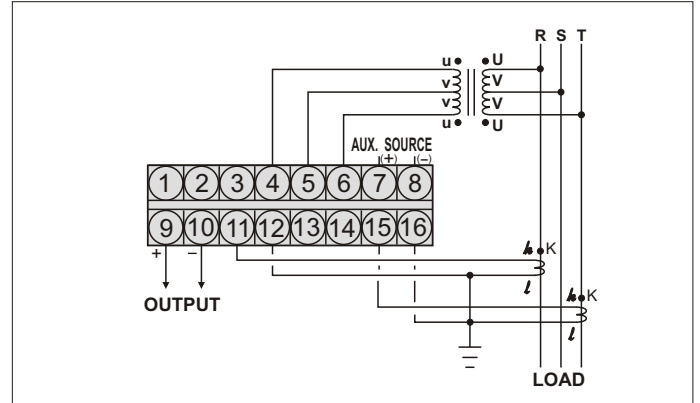 R S T
u U
v V
v V
u U
AUX. SOURCE
(+) (−)
1 2 3 4 5 6 7 8
9 10 11 12 13 14 15 16
+ −
OUTPUT
k K
l
k K
l
LOAD